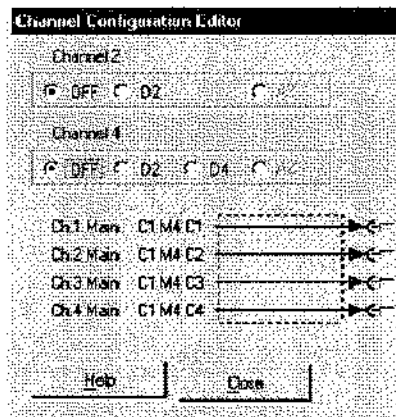 Channel Configuration Editor
Channel 2
OFF D2
Channel 4
OFF D2 D4
Ch.1 Main C1 M4 C1
Ch.2 Main C1 M4 C2
Ch.3 Main C1 M4 C3
Ch.4 Main C1 M4 C4
Help Close